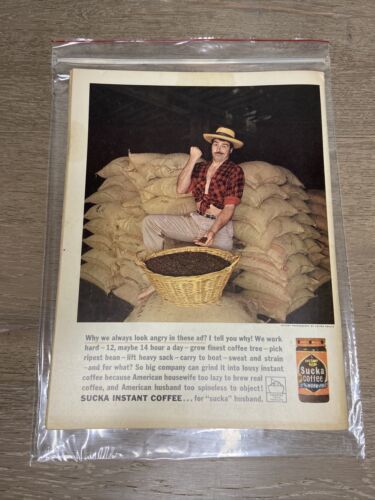 Why we always look angry in these ad? I tell you why! We work
hard—12, maybe 14 hour a day—grow finest coffee tree—pick
ripest bean—lift heavy sack—carry to boat—sweat and strain
—and for what? So big company can grind it into lousy instant
coffee because American housewife too lazy to brew real
coffee, and American husband too spineless to object!
SUCKA INSTANT COFFEE... for "sucka" husband.
Sucka
Coffee